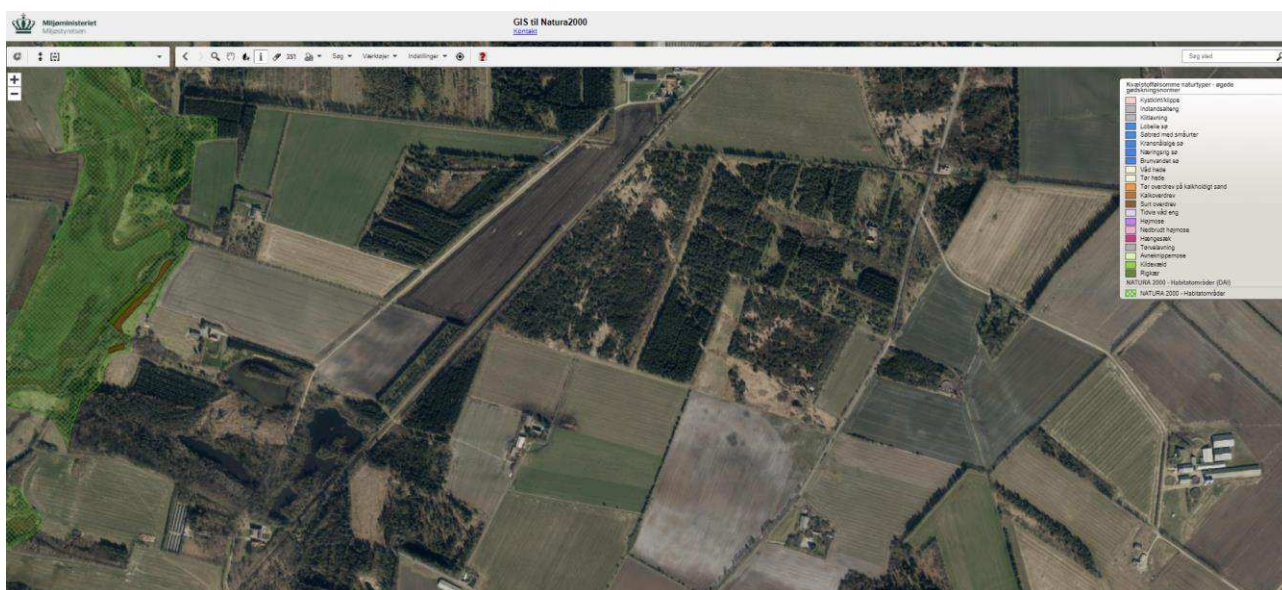 Miljøministeriet
Miljøstyrelsen
GIS til Natura2000
Kontakt
Søg
Værktøjer
Indstillinger
Søg sted
Kvælstoffølsomme naturtyper - øgede
gødskningsnormer
Kystklint/klippe
Indlandssalteng
Klitlavning
Lobelie sø
Søbred med småurter
Kransnålalge sø
Næringsrig sø
Brunvandet sø
Våd hede
Tør hede
Tør overdrev på kalkholdigt sand
Kalkoverdrev
Surt overdrev
Tidvis våd eng
Højmose
Nedbrudt højmose
Hængesæk
Tørvelavning
Avneknippemose
Kildevæld
Rigkær
NATURA 2000 - Habitatområder (DAI)
NATURA 2000 - Habitatområder